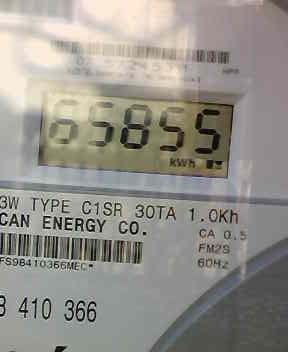 65855
kWh
3W TYPE C1SR 30TA 1.0Kh
CAN ENERGY CO.
CA 0.5
FM2S
FS98410366MEC*
60Hz
8 410 366